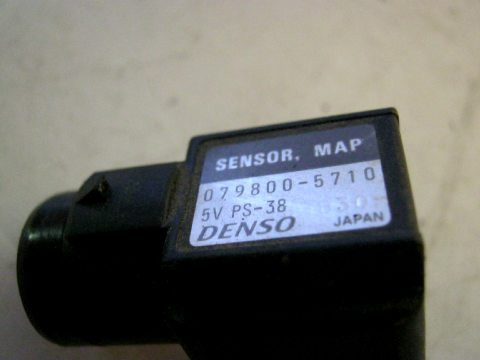 SENSOR, MAP
079800-5710
5V PS-38
DENSO JAPAN